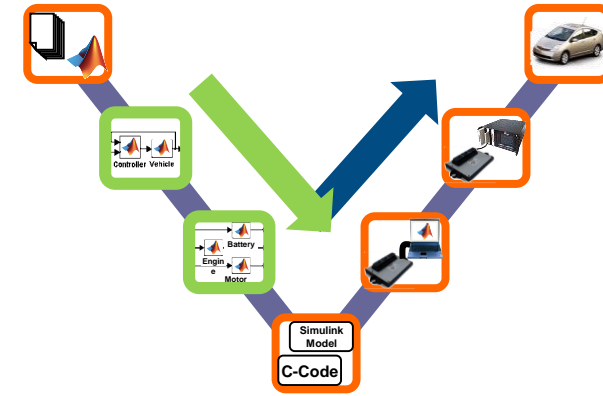 Controller Vehicle
Battery
Engin
e
Motor
Simulink
Model
C-Code